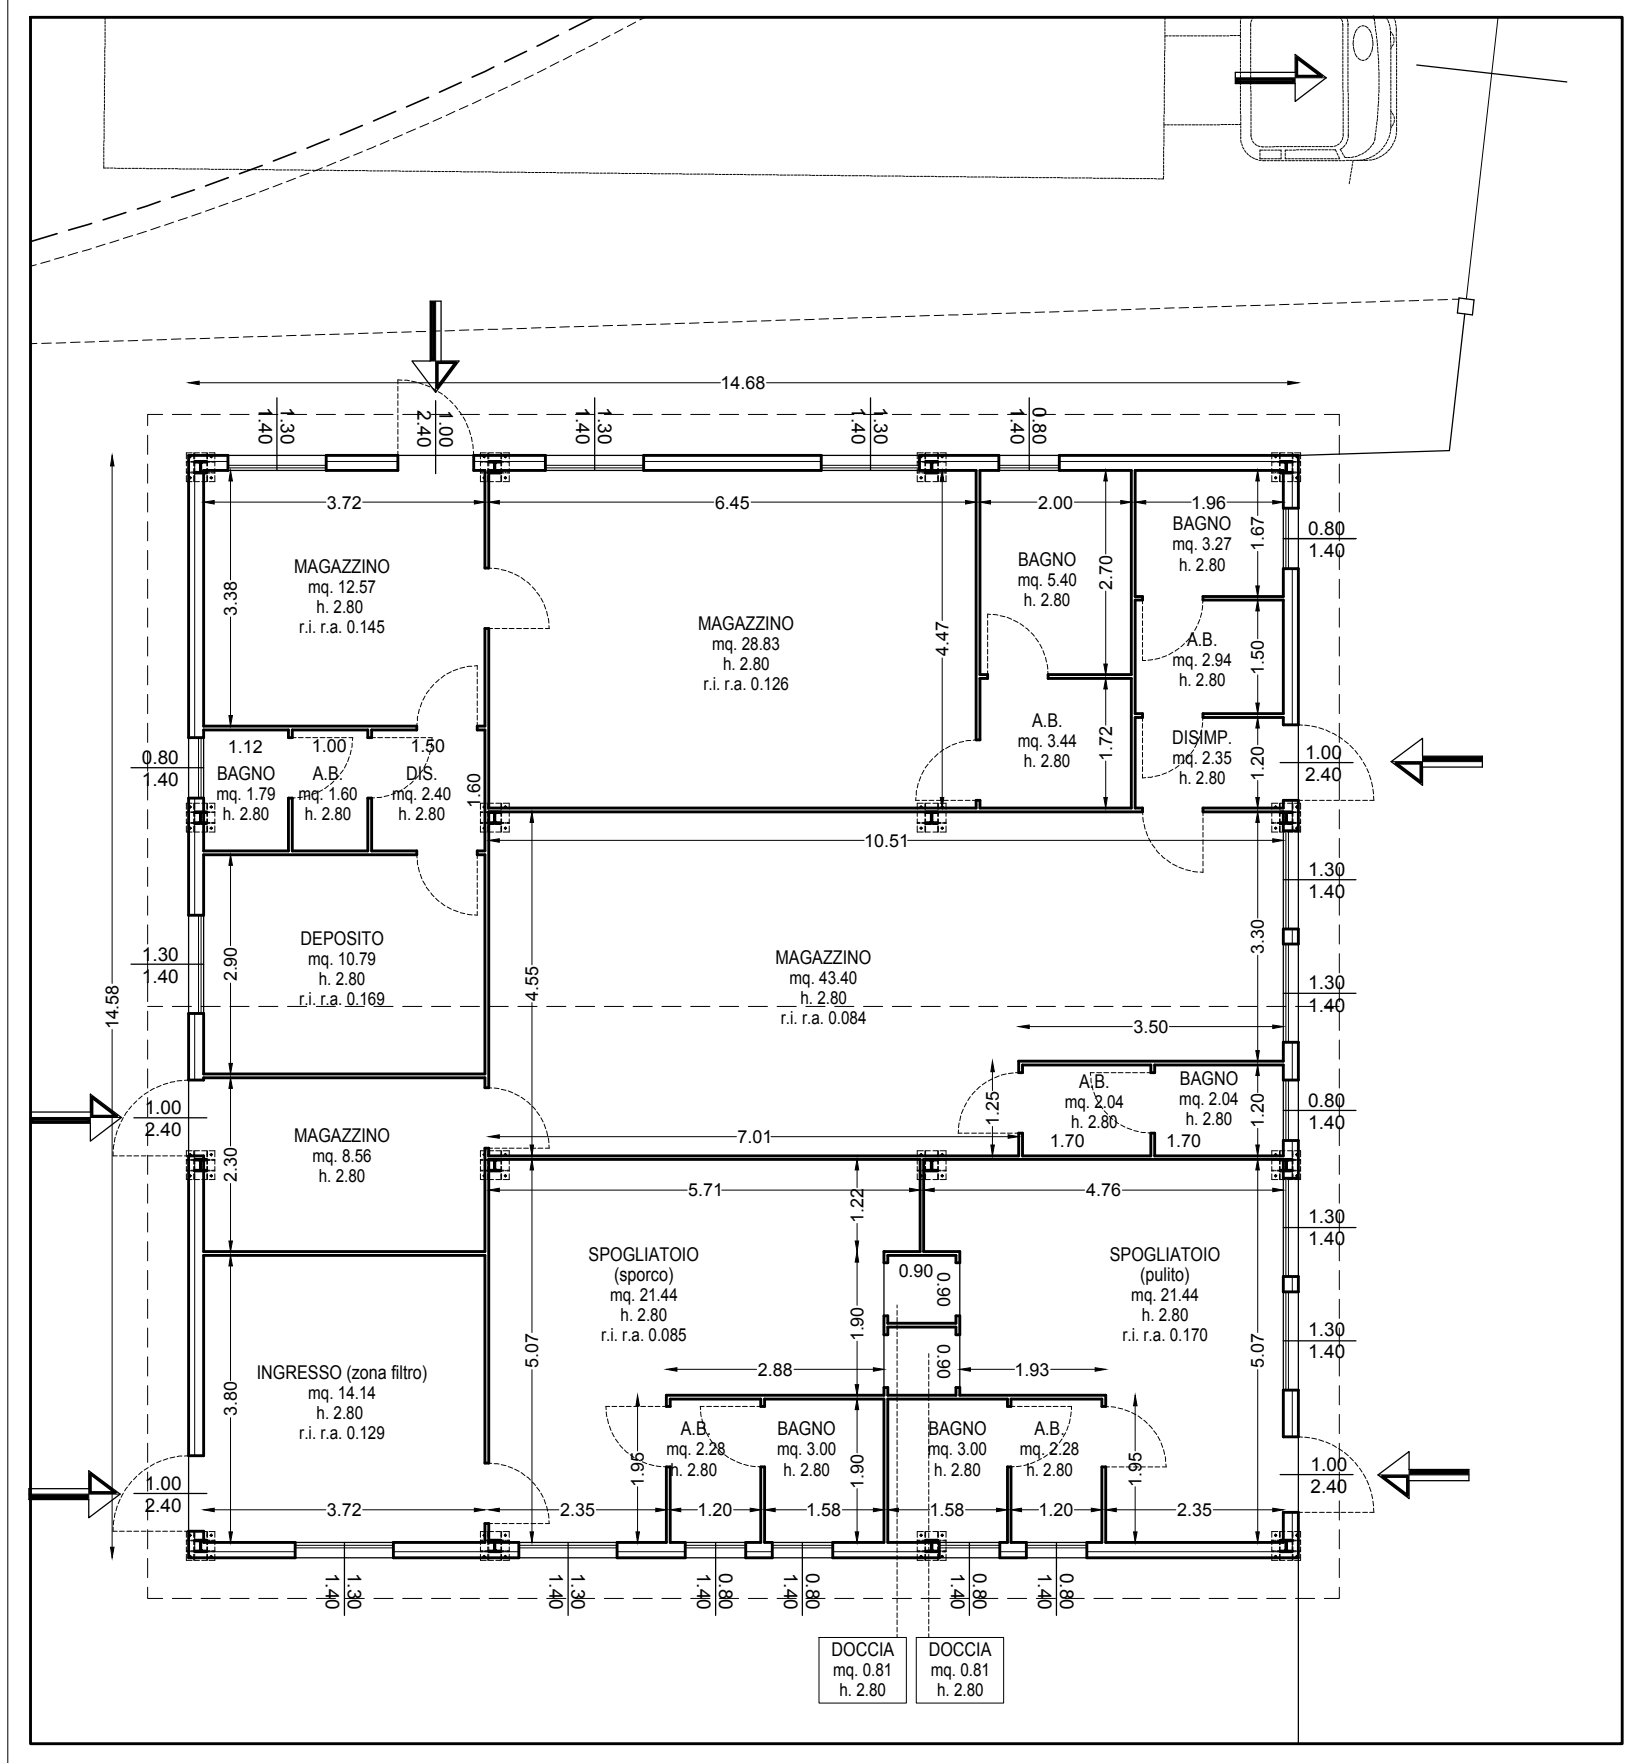 14.68
1.30
1.40
1.00
2.40
1.30
1.40
1.30
1.40
0.80
1.40
3.72
6.45
2.00
1.96
MAGAZZINO
mq. 12.57
h. 2.80
r.i. r.a. 0.145
3.38
MAGAZZINO
mq. 28.83
h. 2.80
r.i. r.a. 0.126
4.47
BAGNO
mq. 5.40
h. 2.80
2.70
BAGNO
mq. 3.27
h. 2.80
1.67
0.80
1.40
A.B.
mq. 2.94
h. 2.80
1.50
A.B.
mq. 3.44
h. 2.80
1.72
DISIMP.
mq. 2.35
h. 2.80
1.20
1.00
2.40
0.80
1.40
1.12
BAGNO
mq. 1.79
h. 2.80
1.00
A.B.
mq. 1.60
h. 2.80
1.50
DIS.
mq. 2.40
h. 2.80
1.60
10.51
1.30
1.40
14.58
1.30
1.40
DEPOSITO
mq. 10.79
h. 2.80
r.i. r.a. 0.169
2.90
4.55
MAGAZZINO
mq. 43.40
h. 2.80
r.i. r.a. 0.084
3.30
1.30
1.40
3.50
1.00
2.40
MAGAZZINO
mq. 8.56
h. 2.80
2.30
7.01
1.25
A.B.
mq. 2.04
h. 2.80
1.70
BAGNO
mq. 2.04
h. 2.80
1.70
1.20
0.80
1.40
5.71
1.22
4.76
1.30
1.40
SPOGLIATOIO
(sporco)
mq. 21.44
h. 2.80
r.i. r.a. 0.085
0.90
0.90
0.90
1.90
SPOGLIATOIO
(pulito)
mq. 21.44
h. 2.80
r.i. r.a. 0.170
1.30
1.40
5.07
5.07
2.88
1.93
INGRESSO (zona filtro)
mq. 14.14
h. 2.80
r.i. r.a. 0.129
3.80
1.95
A.B.
mq. 2.28
h. 2.80
BAGNO
mq. 3.00
h. 2.80
1.90
BAGNO
mq. 3.00
h. 2.80
A.B.
mq. 2.28
h. 2.80
1.95
1.00
2.40
1.00
2.40
3.72
2.35
1.20
1.58
1.58
1.20
2.35
1.30
1.40
1.30
1.40
0.80
1.40
0.80
1.40
0.80
1.40
0.80
1.40
DOCCIA
mq. 0.81
h. 2.80
DOCCIA
mq. 0.81
h. 2.80